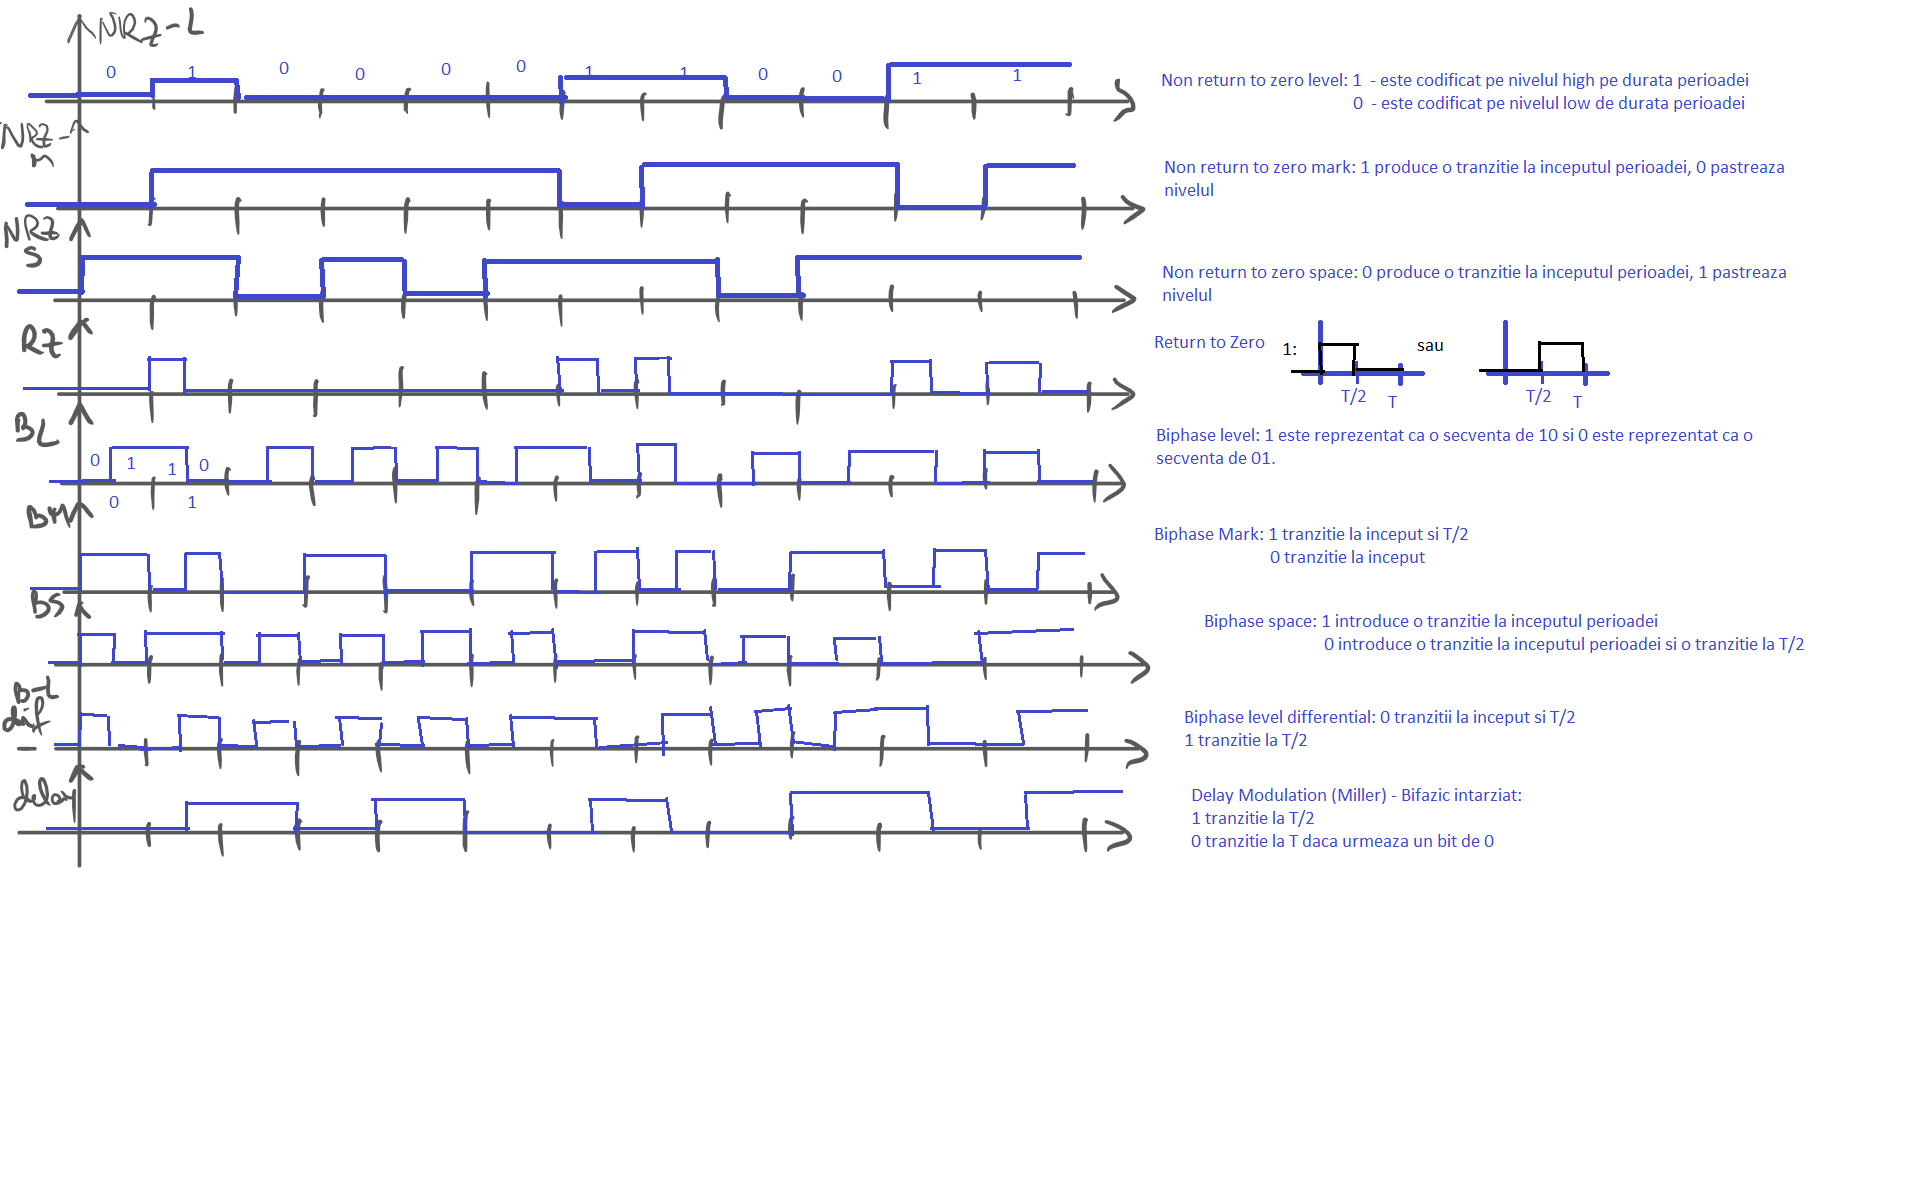 NRZ-L
0 1 0 0 0 0 1 1 0 0 1 1
Non return to zero level: 1 - este codificat pe nivelul high pe durata perioadei
0 - este codificat pe nivelul low de durata perioadei
NRZ-
m
Non return to zero mark: 1 produce o tranzitie la inceputul perioadei, 0 pastreaza
nivelul
NRZ
S
Non return to zero space: 0 produce o tranzitie la inceputul perioadei, 1 pastreaza
nivelul
RZ
Return to Zero 1: sau
T/2 T T/2 T
BL
0 1 1 0
0 1
Biphase level: 1 este reprezentat ca o secventa de 10 si 0 este reprezentat ca o
secventa de 01.
BM
Biphase Mark: 1 tranzitie la inceput si T/2
0 tranzitie la inceput
BS
Biphase space: 1 introduce o tranzitie la inceputul perioadei
0 introduce o tranzitie la inceputul perioadei si o tranzitie la T/2
B-L
dif
Biphase level differential: 0 tranzitii la inceput si T/2
1 tranzitie la T/2
delay
Delay Modulation (Miller) - Bifazic intarziat:
1 tranzitie la T/2
0 tranzitie la T daca urmeaza un bit de 0